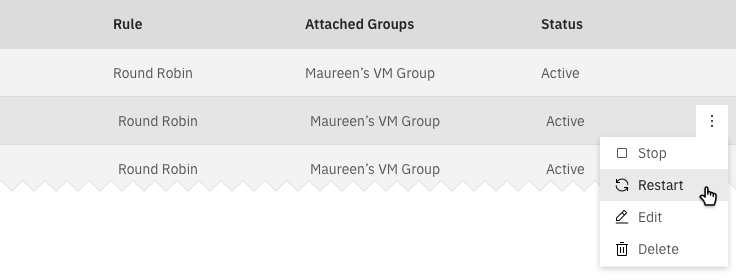 Rule Attached Groups Status
Round Robin Maureen’s VM Group Active
Round Robin Maureen’s VM Group Active
Round Robin Maureen’s VM Group Active
Stop
Restart
Edit
Delete